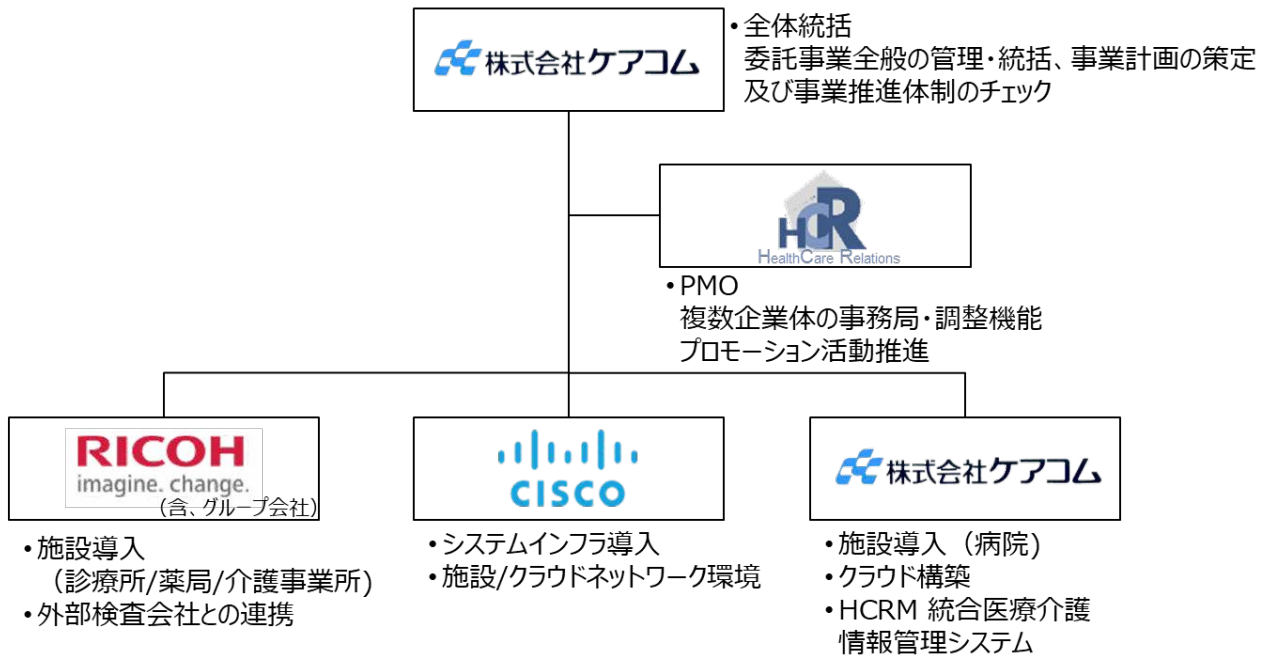 株式会社ケアコム
•全体統括
委託事業全般の管理・統括、事業計画の策定
及び事業推進体制のチェック
HCR
HealthCare Relations
•PMO
複数企業体の事務局・調整機能
プロモーション活動推進
RICOH
imagine. change.
(含、グループ会社)
•施設導入
(診療所/薬局/介護事業所)
•外部検査会社との連携
CISCO
•システムインフラ導入
•施設/クラウドネットワーク環境
株式会社ケアコム
•施設導入（病院)
•クラウド構築
•HCRM 統合医療介護
情報管理システム